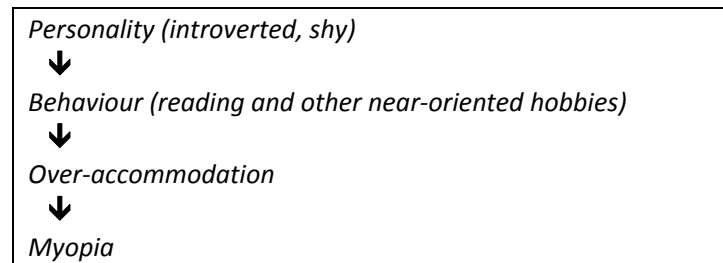 Personality (introverted, shy)
🡻
Behaviour (reading and other near-oriented hobbies)
🡻
Over-accommodation
🡻
Myopia